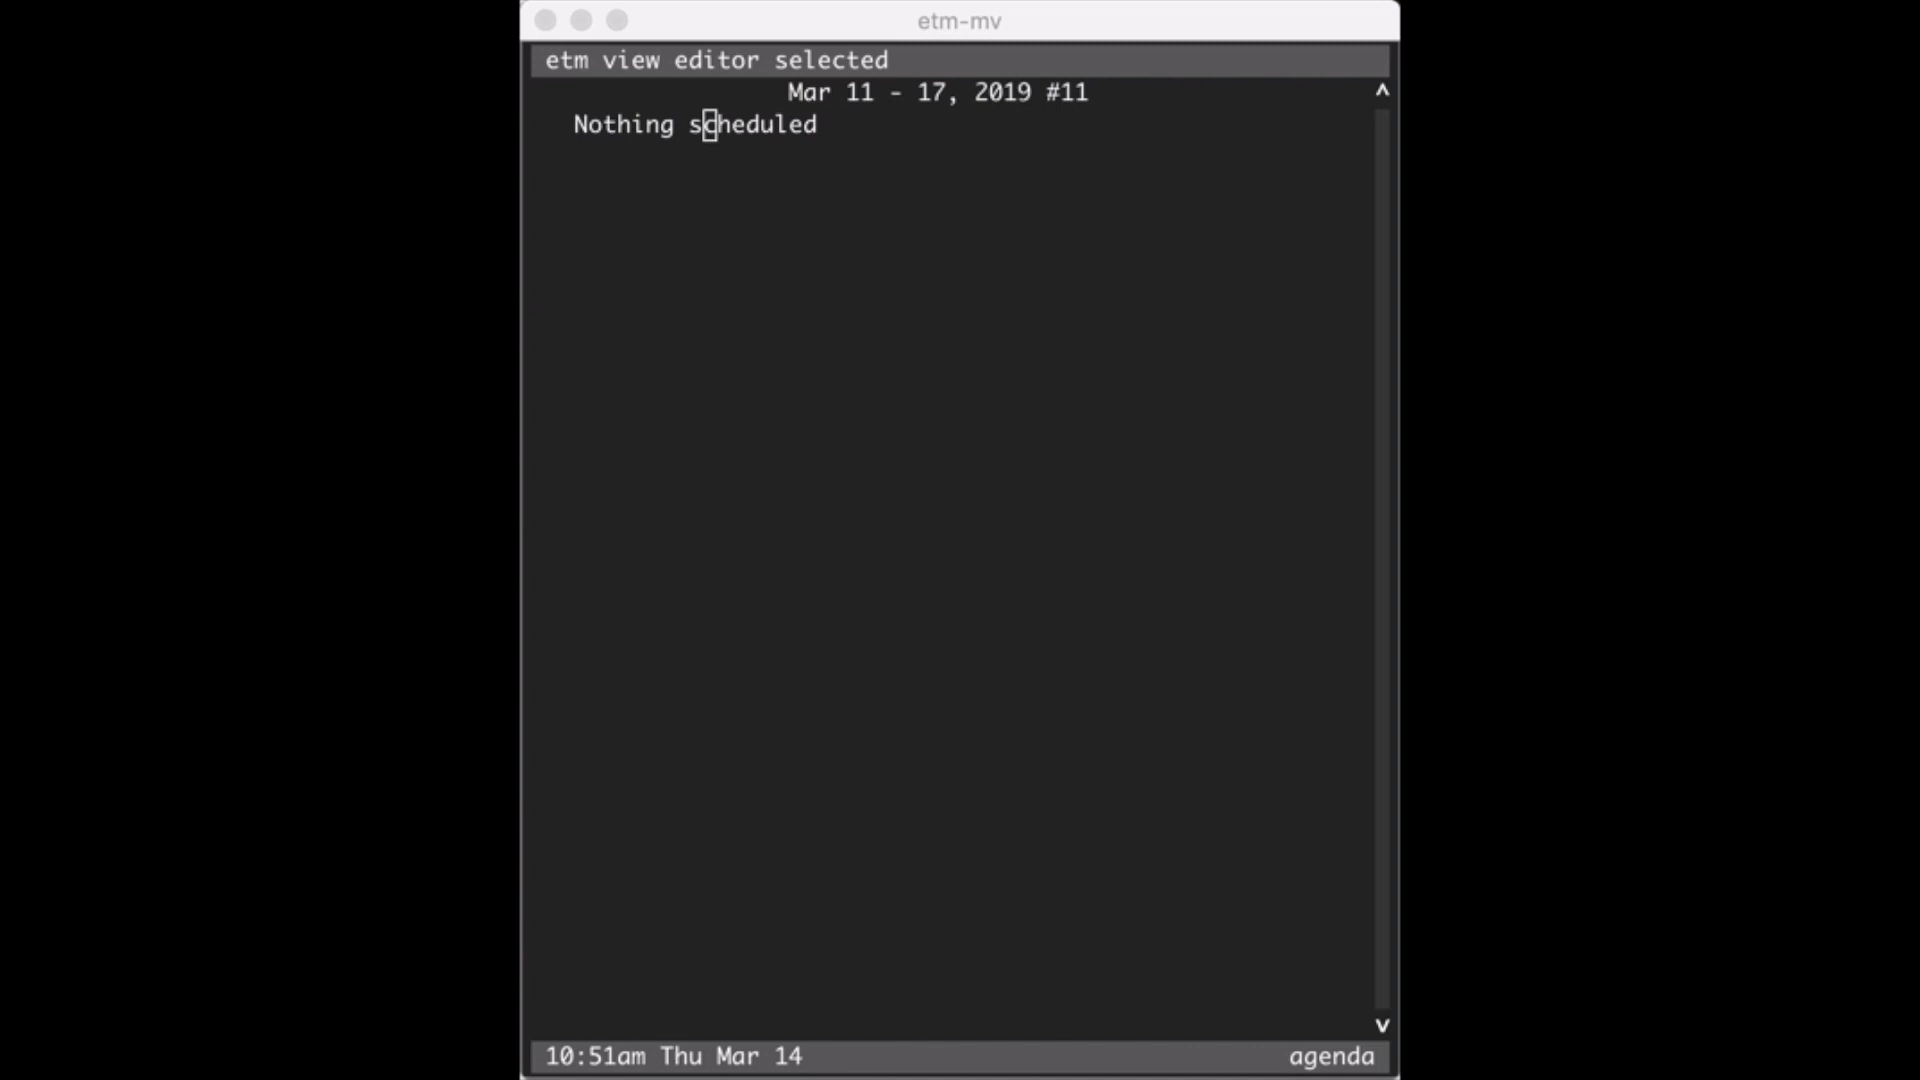 etm-mv
etm view editor selected
Mar 11 - 17, 2019 #11
^
Nothing scheduled
v
10:51am Thu Mar 14 agenda